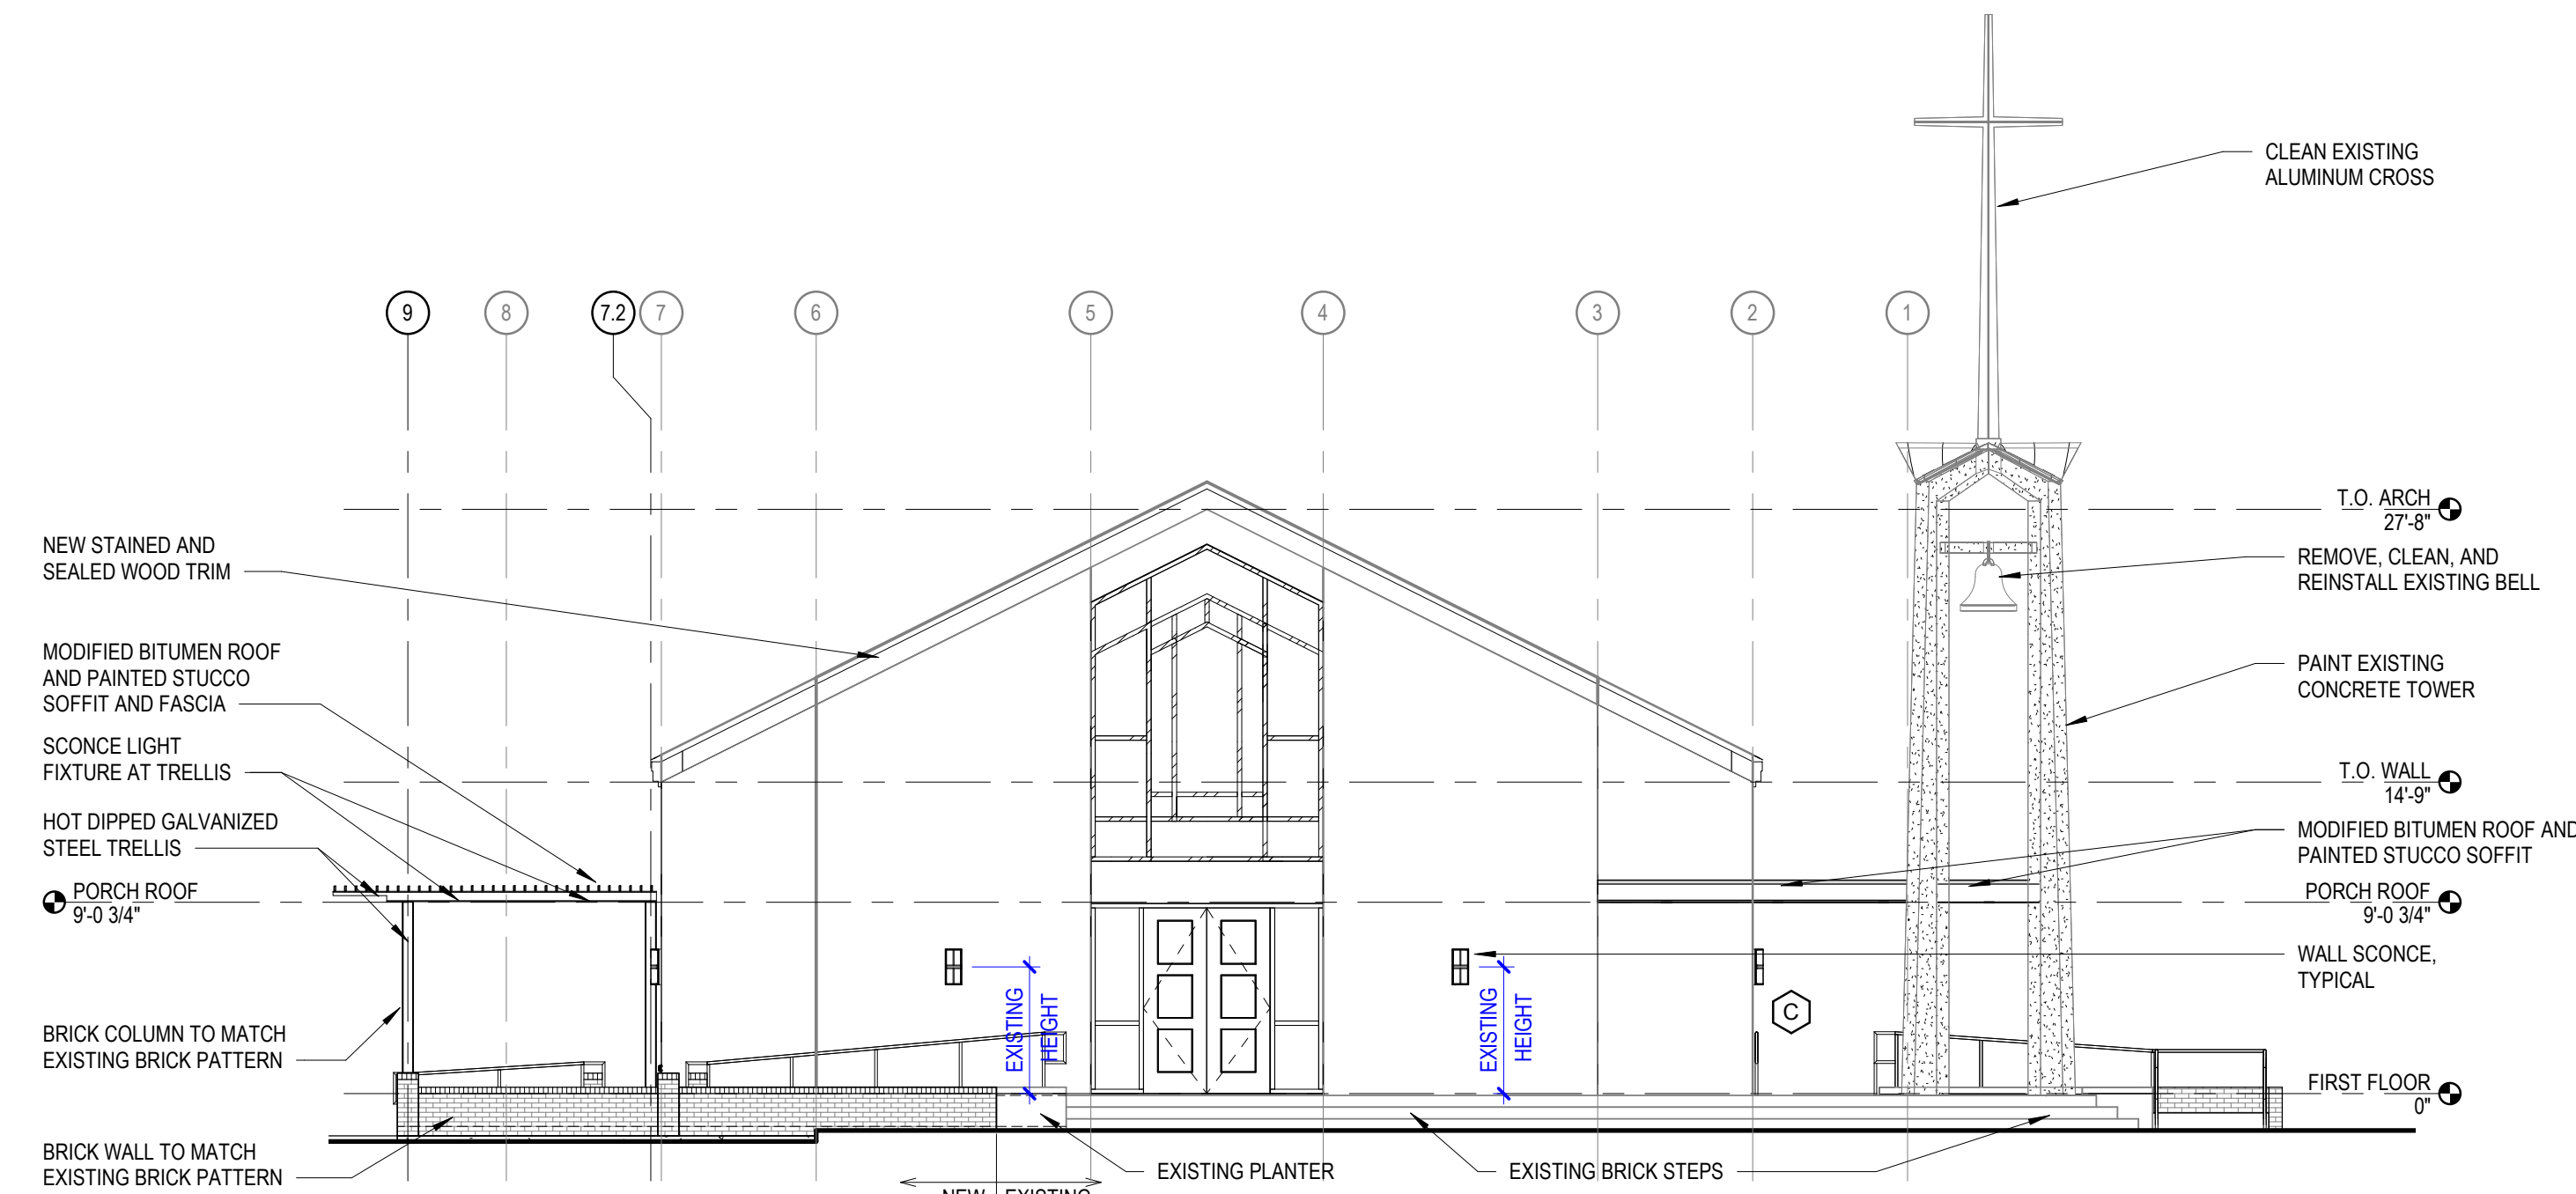 CLEAN EXISTING
ALUMINUM CROSS
9
8
7.2
7
6
5
4
3
2
1
T.O. ARCH
27'-8"
NEW STAINED AND
SEALED WOOD TRIM
REMOVE, CLEAN, AND
REINSTALL EXISTING BELL
MODIFIED BITUMEN ROOF
AND PAINTED STUCCO
SOFFIT AND FASCIA
PAINT EXISTING
CONCRETE TOWER
SCONCE LIGHT
FIXTURE AT TRELLIS
T.O. WALL
14'-9"
HOT DIPPED GALVANIZED
STEEL TRELLIS
MODIFIED BITUMEN ROOF AND
PAINTED STUCCO SOFFIT
PORCH ROOF
9'-0 3/4"
PORCH ROOF
9'-0 3/4"
WALL SCONCE,
TYPICAL
EXISTING
HEIGHT
EXISTING
HEIGHT
C
BRICK COLUMN TO MATCH
EXISTING BRICK PATTERN
FIRST FLOOR
0"
BRICK WALL TO MATCH
EXISTING BRICK PATTERN
EXISTING PLANTER
EXISTING BRICK STEPS
NEW EXISTING